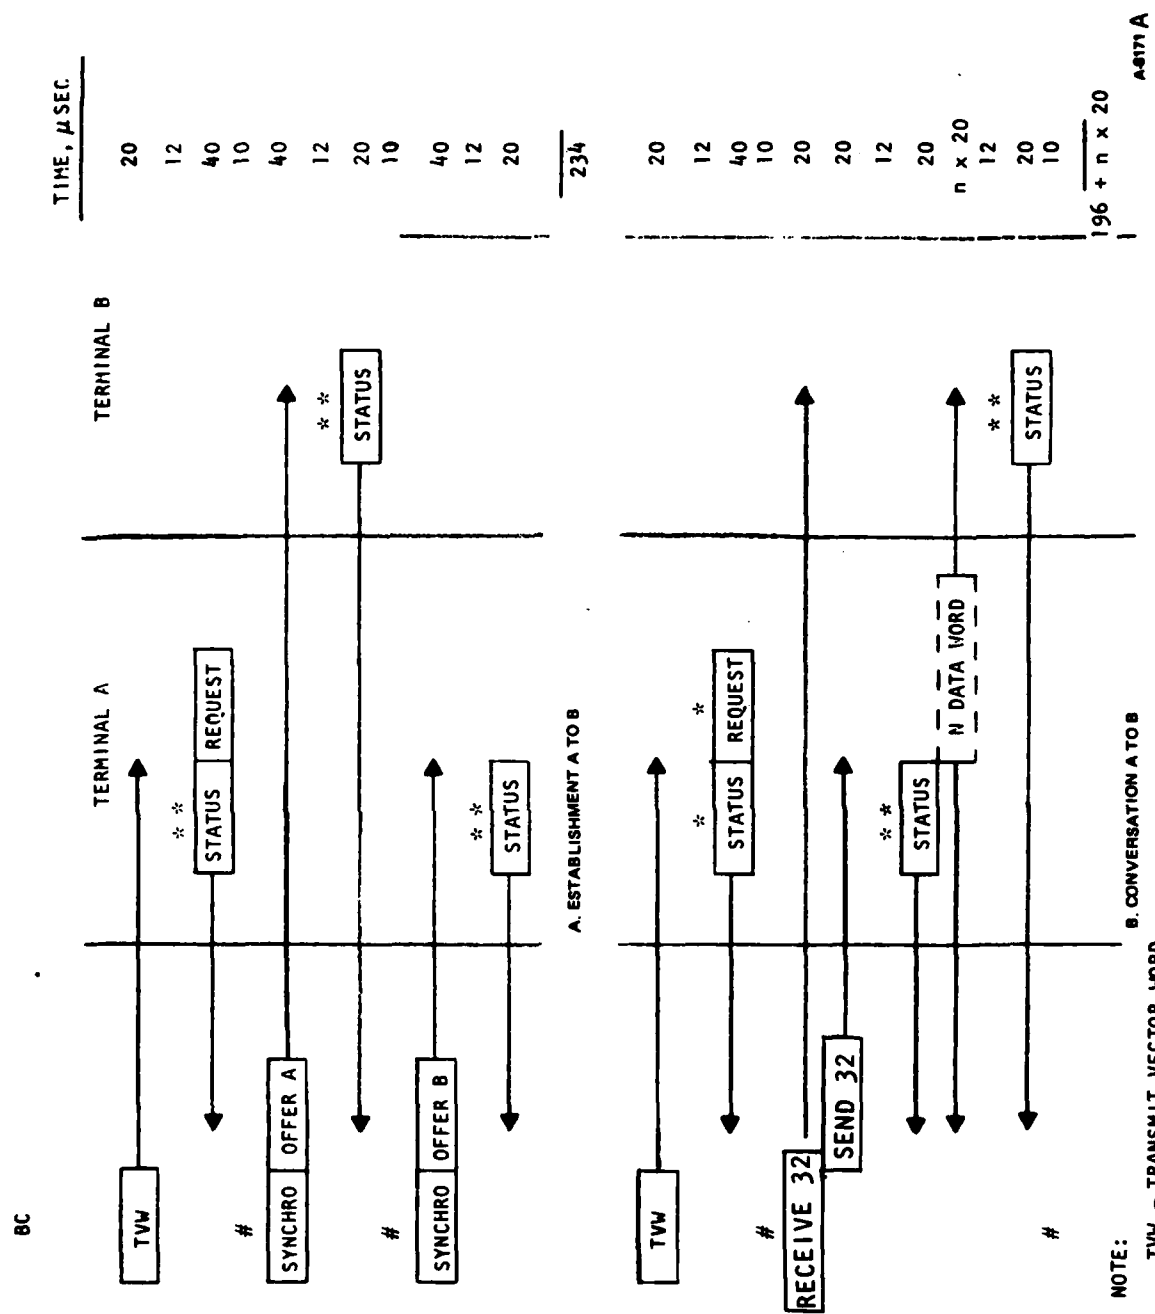 BC
TERMINAL A
TERMINAL B
TIME, µSEC
TVW
20
12
* *
STATUS REQUEST
40
#
10
SYNCHRO OFFER A
40
* *
12
STATUS
20
#
10
SYNCHRO OFFER B
40
* *
12
STATUS
20
234
A. ESTABLISHMENT A TO B
TVW
20
* *
12
STATUS REQUEST
40
#
10
RECEIVE 32
20
SEND 32
20
* *
12
STATUS
20
N DATA WORD
n x 20
* *
12
STATUS
20
#
10
196 + n x 20
B. CONVERSATION A TO B
NOTE:
TVW - TRANSMIT VECTOR WORD
A-8171 A